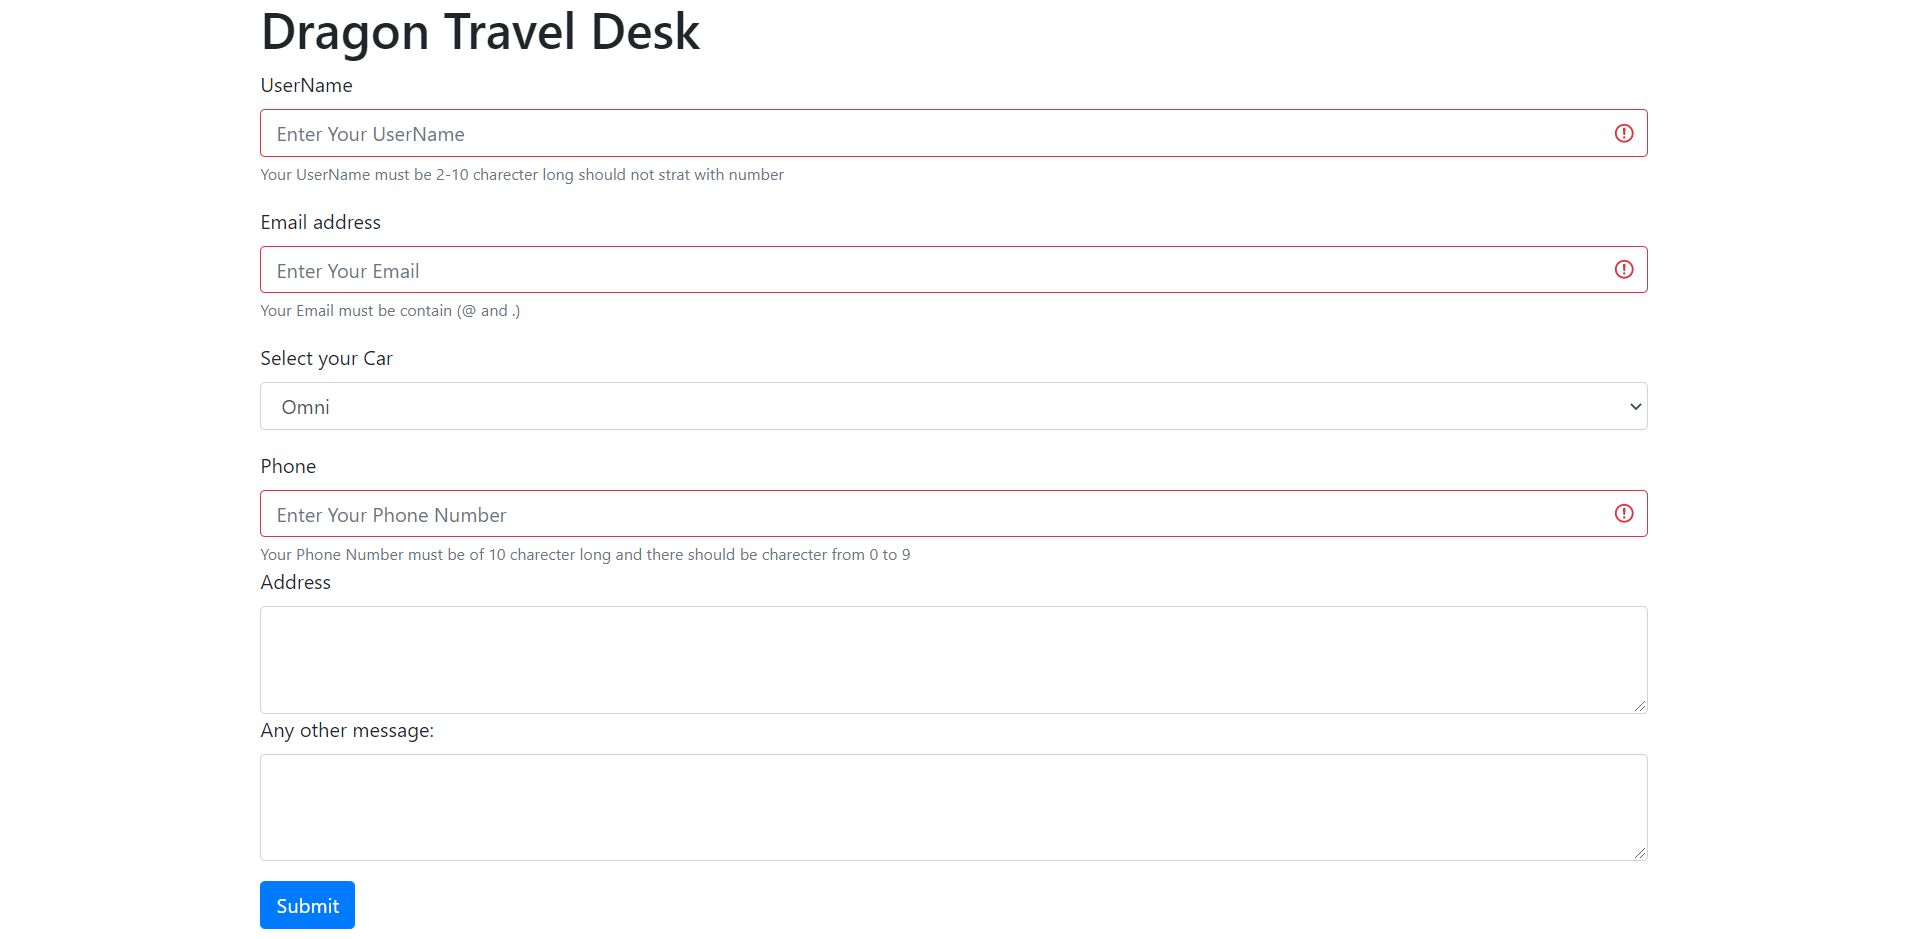 Dragon Travel Desk
UserName
Enter Your UserName
Your UserName must be 2-10 charecter long should not strat with number
Email address
Enter Your Email
Your Email must be contain (@ and .)
Select your Car
Omni
Phone
Enter Your Phone Number
Your Phone Number must be of 10 charecter long and there should be charecter from 0 to 9
Address
Any other message:
Submit